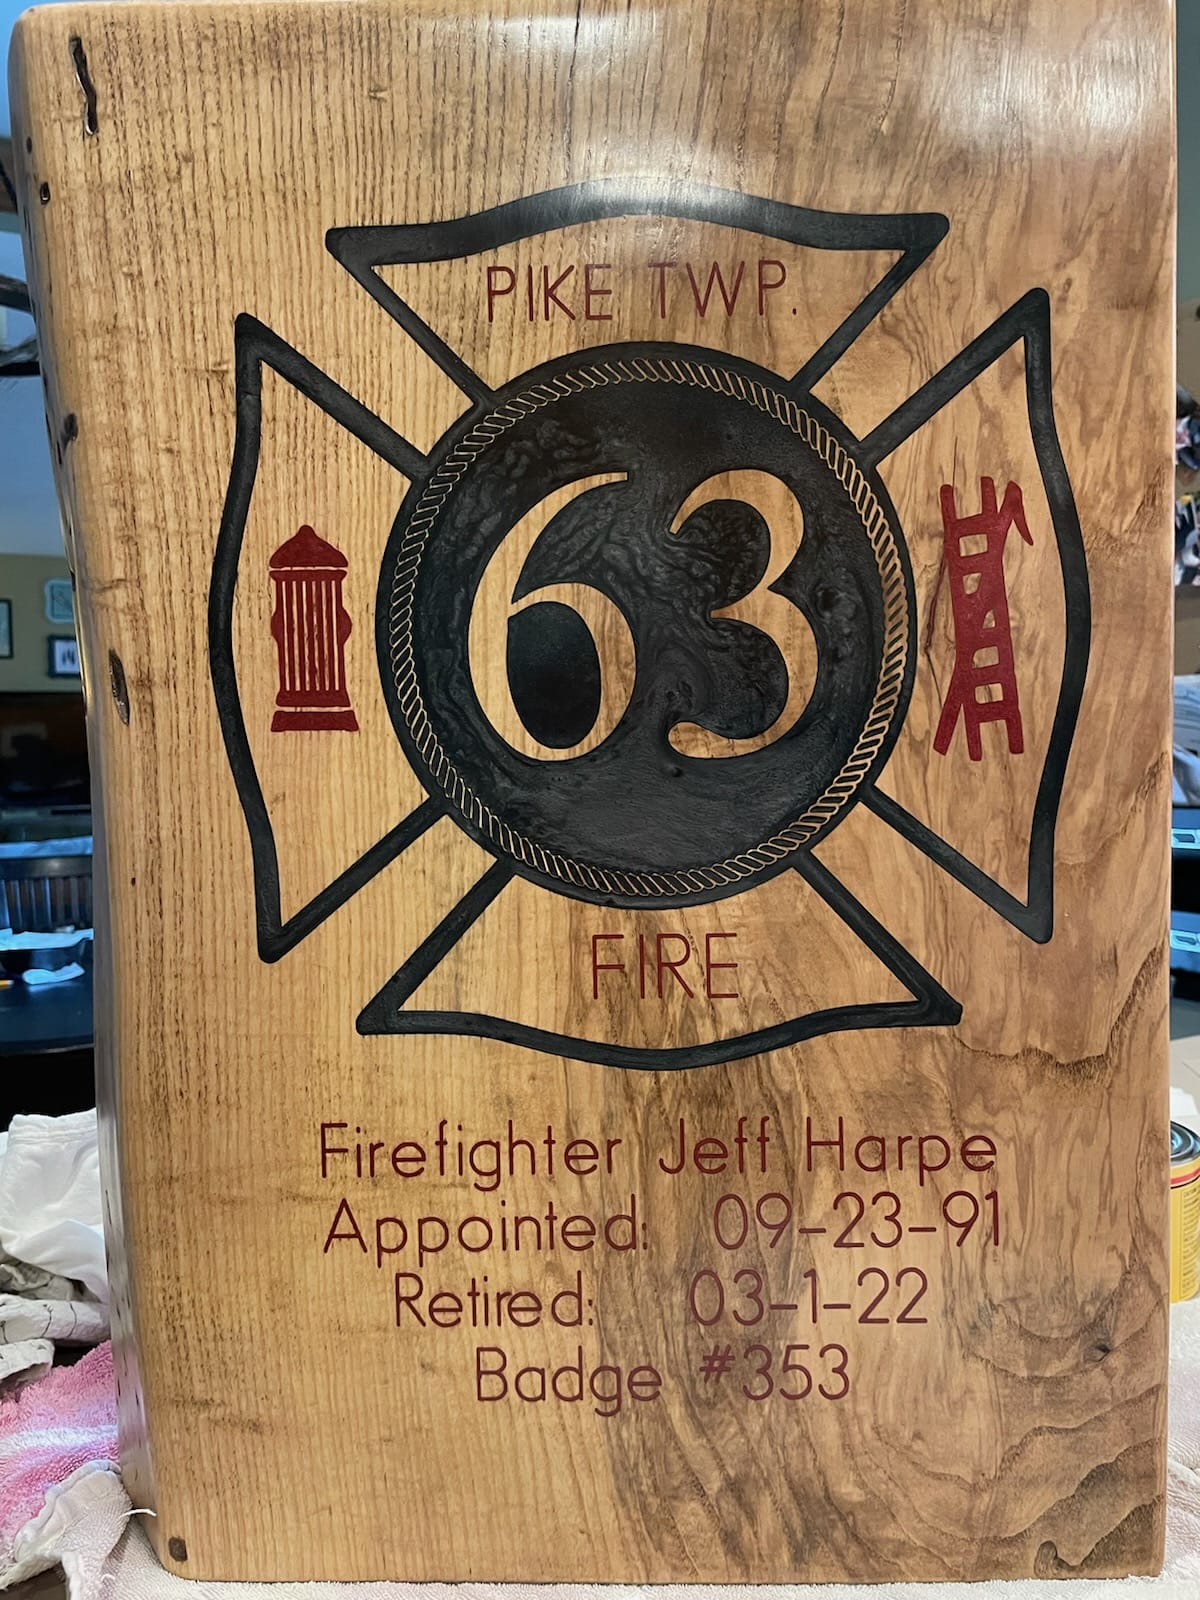 PIKE TWP.
63
FIRE
Firefighter Jeff Harpe
Appointed: 09-23-91
Retired: 03-1-22
Badge #353